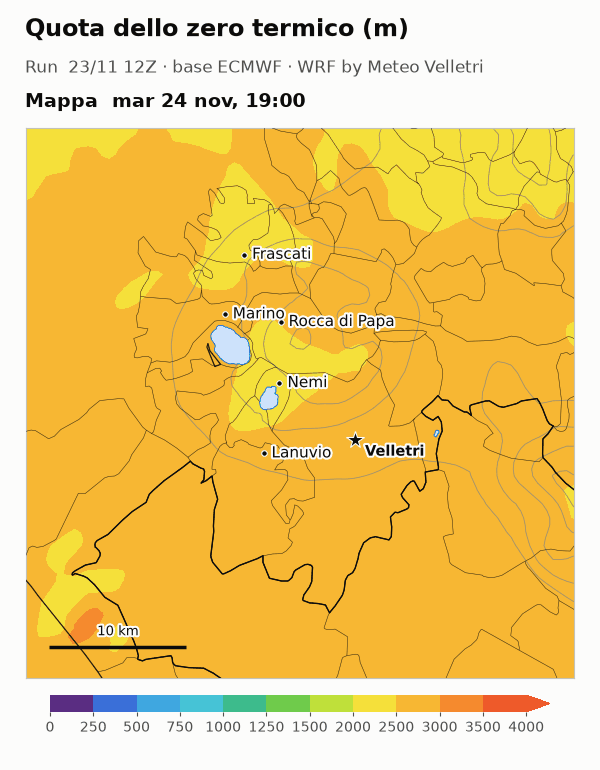 Quota dello zero termico (m)
Run  23/11 12Z · base ECMWF · WRF by Meteo Velletri
Mappa  mar 24 nov, 19:00
Frascati
Marino
Rocca di Papa
Nemi
Velletri
Lanuvio
10 km
0 250 500 750 1000 1250 1500 2000 2500 3000 3500 4000